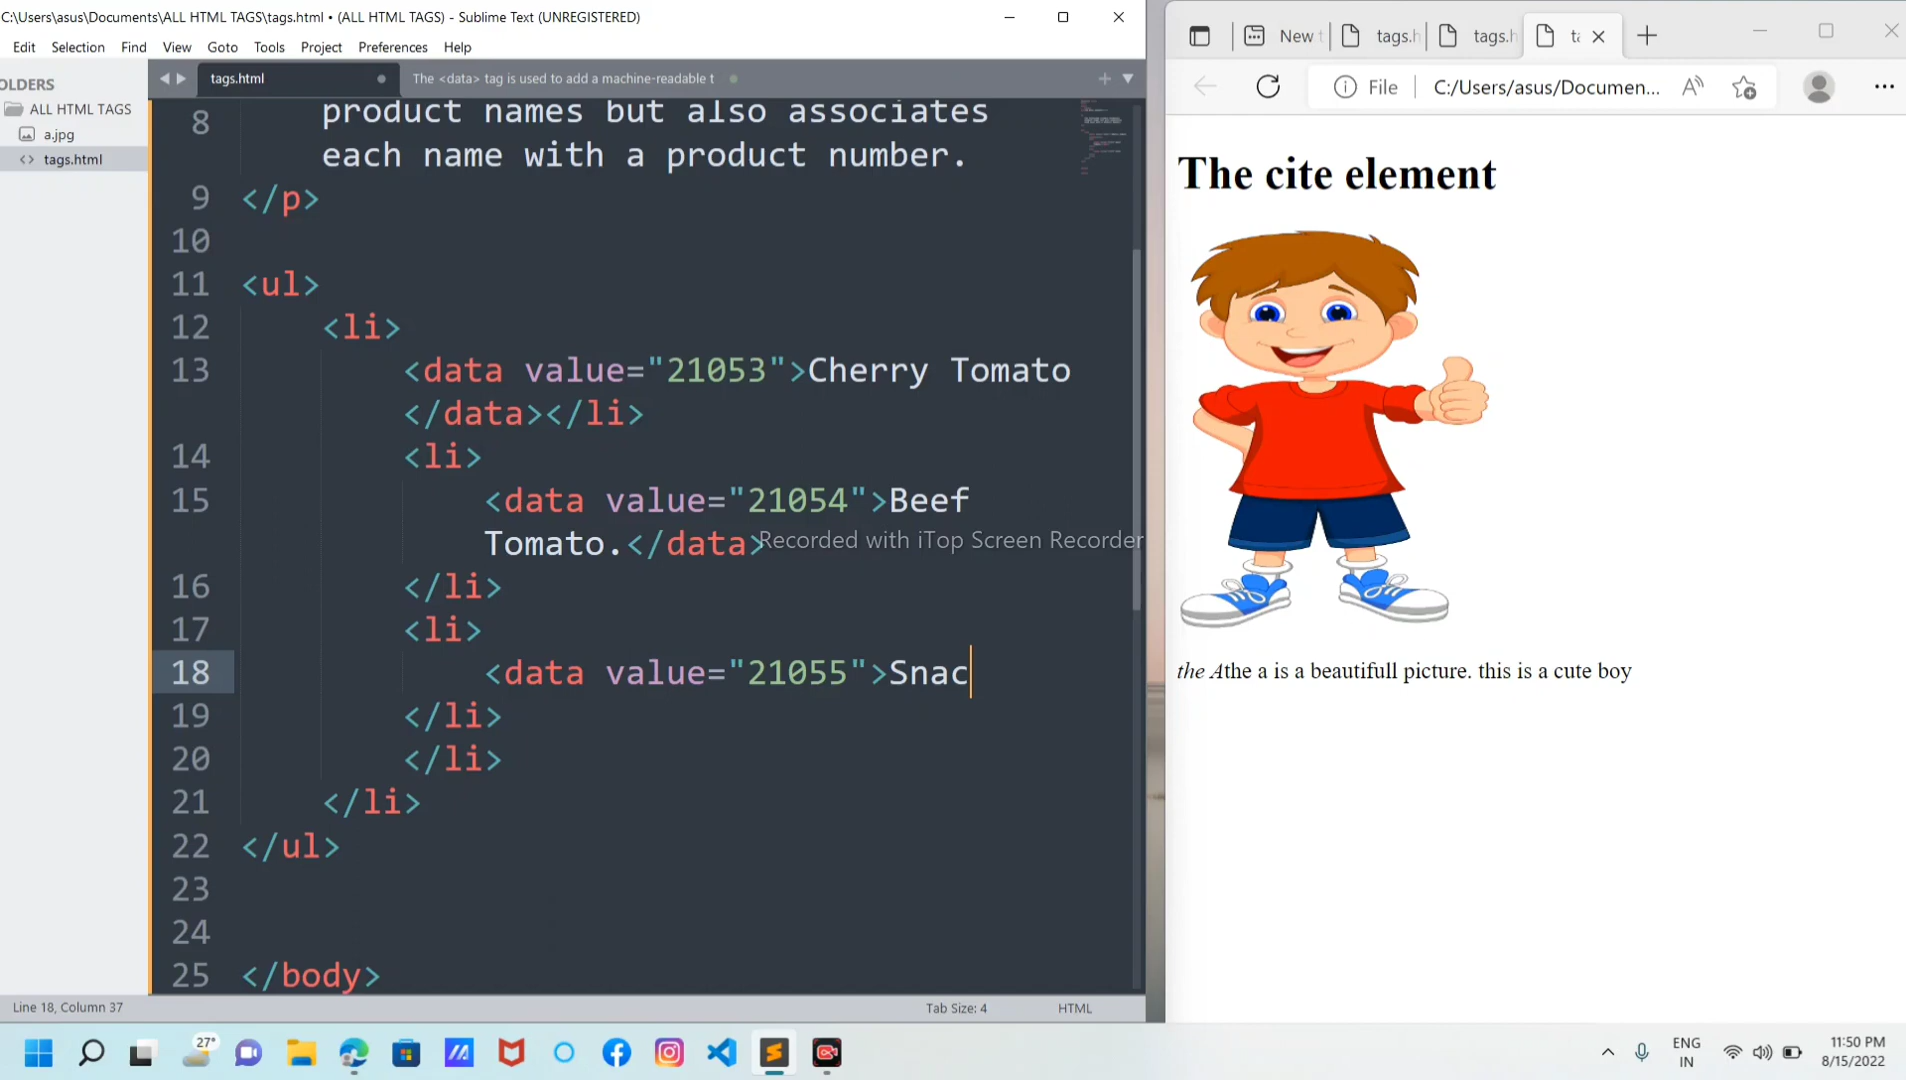 C:\Users\asus\Documents\ALL HTML TAGS\tags.html • (ALL HTML TAGS) - Sublime Text (UNREGISTERED)
Edit Selection Find View Goto Tools Project Preferences Help
OLDERS
ALL HTML TAGS
a.jpg
<> tags.html
tags.html
The <data> tag is used to add a machine-readable t
8 product names but also associates
each name with a product number.
9 </p>
10
11 <ul>
12 <li>
13 <data value="21053">Cherry Tomato
</data></li>
14 <li>
15 <data value="21054">Beef
Tomato.</data>
16 </li>
17 <li>
18 <data value="21055">Snac
19 </li>
20 </li>
21 </li>
22 </ul>
23
24
25 </body>
Recorded with iTop Screen Recorder
Line 18, Column 37
Tab Size: 4
HTML
New t
tags.h
tags.h
ta
File
C:/Users/asus/Documen...
The cite element
the Athe a is a beautifull picture. this is a cute boy
27°
ENG
IN
11:50 PM
8/15/2022